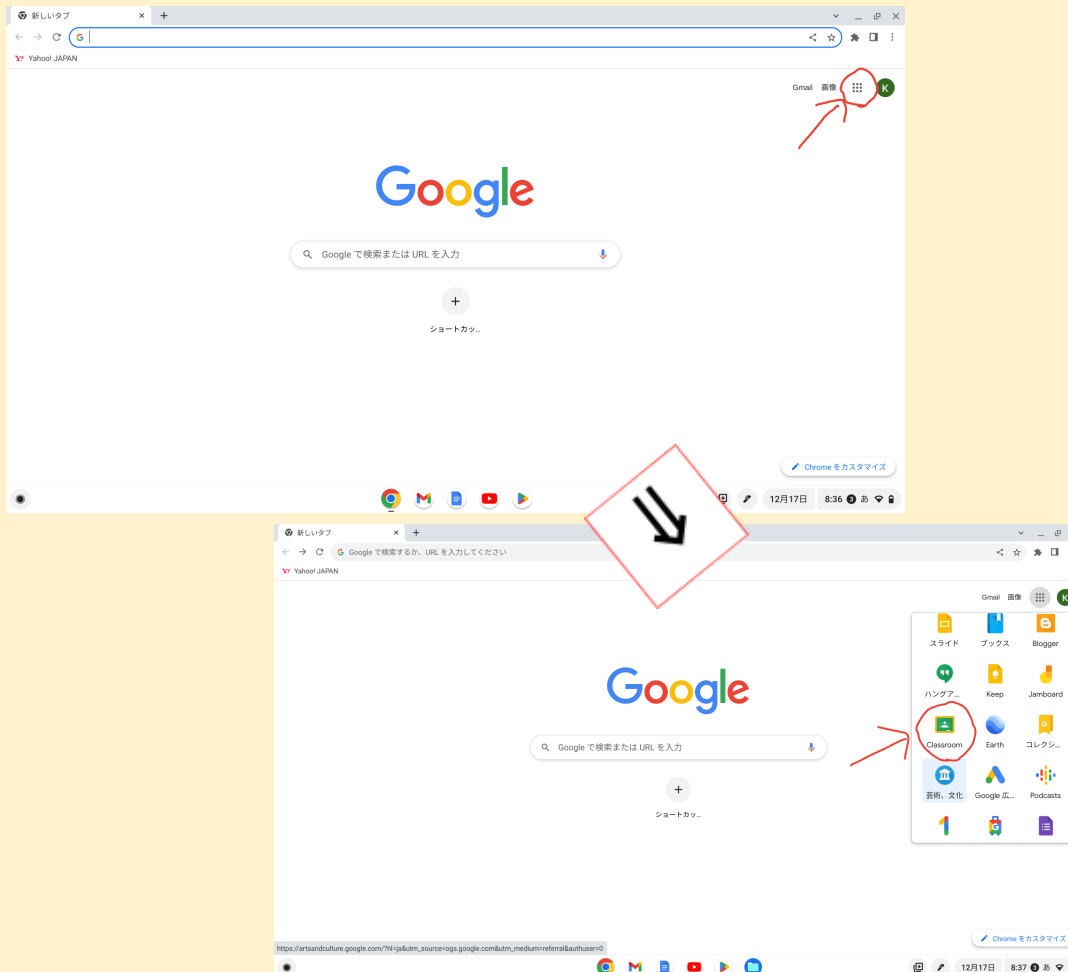 新しいタブ
Yahoo! JAPAN
Gmail 画像 K
Google
Google で検索または URL を入力
ショートカッ...
Chrome をカスタマイズ
12月17日 8:36 3 あ
新しいタブ
Google で検索するか、URL を入力してください
Yahoo! JAPAN
Gmail 画像 K
スライド ブックス Blogger
ハングア... Keep Jamboard
Google
Classroom Earth コレクシ...
Google で検索または URL を入力
芸術、文化 Google 広... Podcasts
ショートカッ...
Chrome をカスタマイズ
https://artsandculture.google.com/?hl=ja&utm_source=ogs.google.com&utm_medium=referral&authuser=0
12月17日 8:37 3 あ